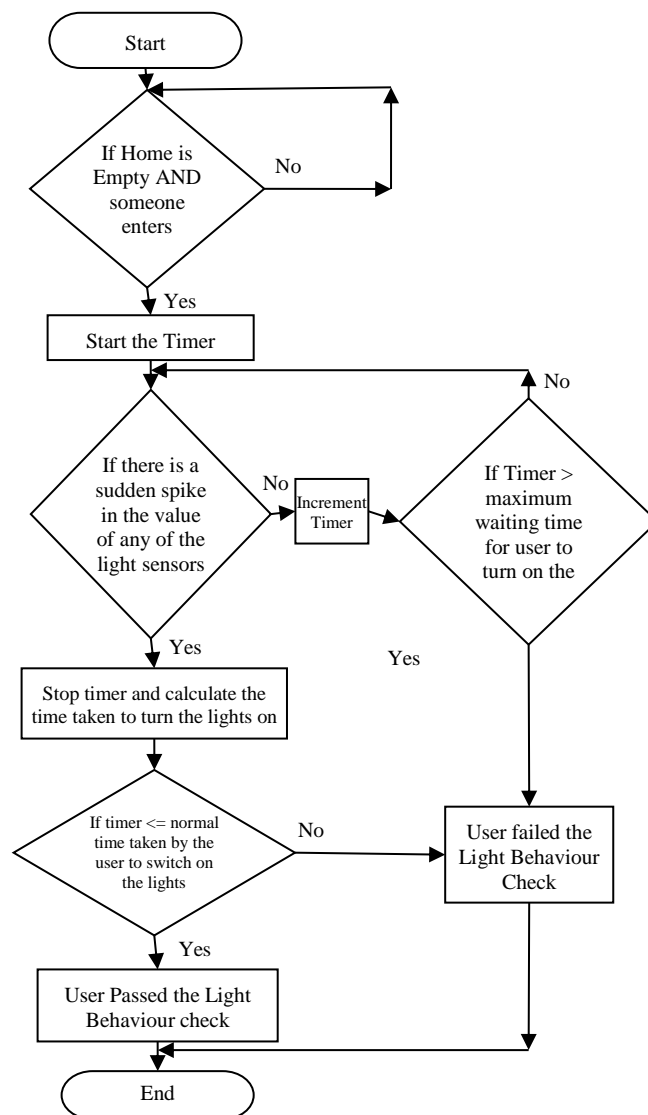 Start
If Home is
Empty AND
someone
enters
No
Yes
Start the Timer
No
If there is a
sudden spike
in the value
of any of the
light sensors
No
Increment
Timer
If Timer >
maximum
waiting time
for user to
turn on the
Yes
Yes
Stop timer and calculate the
time taken to turn the lights on
If timer <= normal
time taken by the
user to switch on
the lights
No
User failed the
Light Behaviour
Check
Yes
User Passed the Light
Behaviour check
End